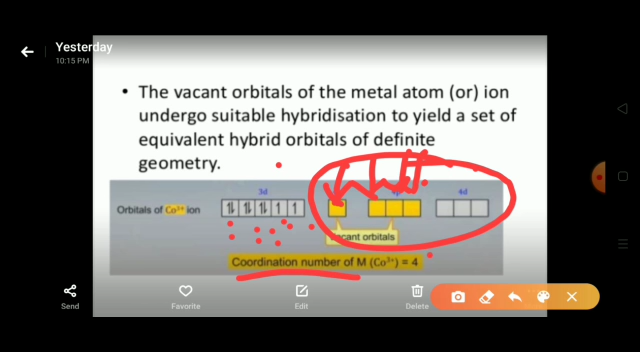 Yesterday
10:15 PM
• The vacant orbitals of the metal atom (or) ion
undergo suitable hybridisation to yield a set of
equivalent hybrid orbitals of definite
geometry.
3d 4d
Orbitals of Co³⁺ ion
Vacant orbitals
Coordination number of M (Co³⁺) = 4
Send Favorite Edit Delete